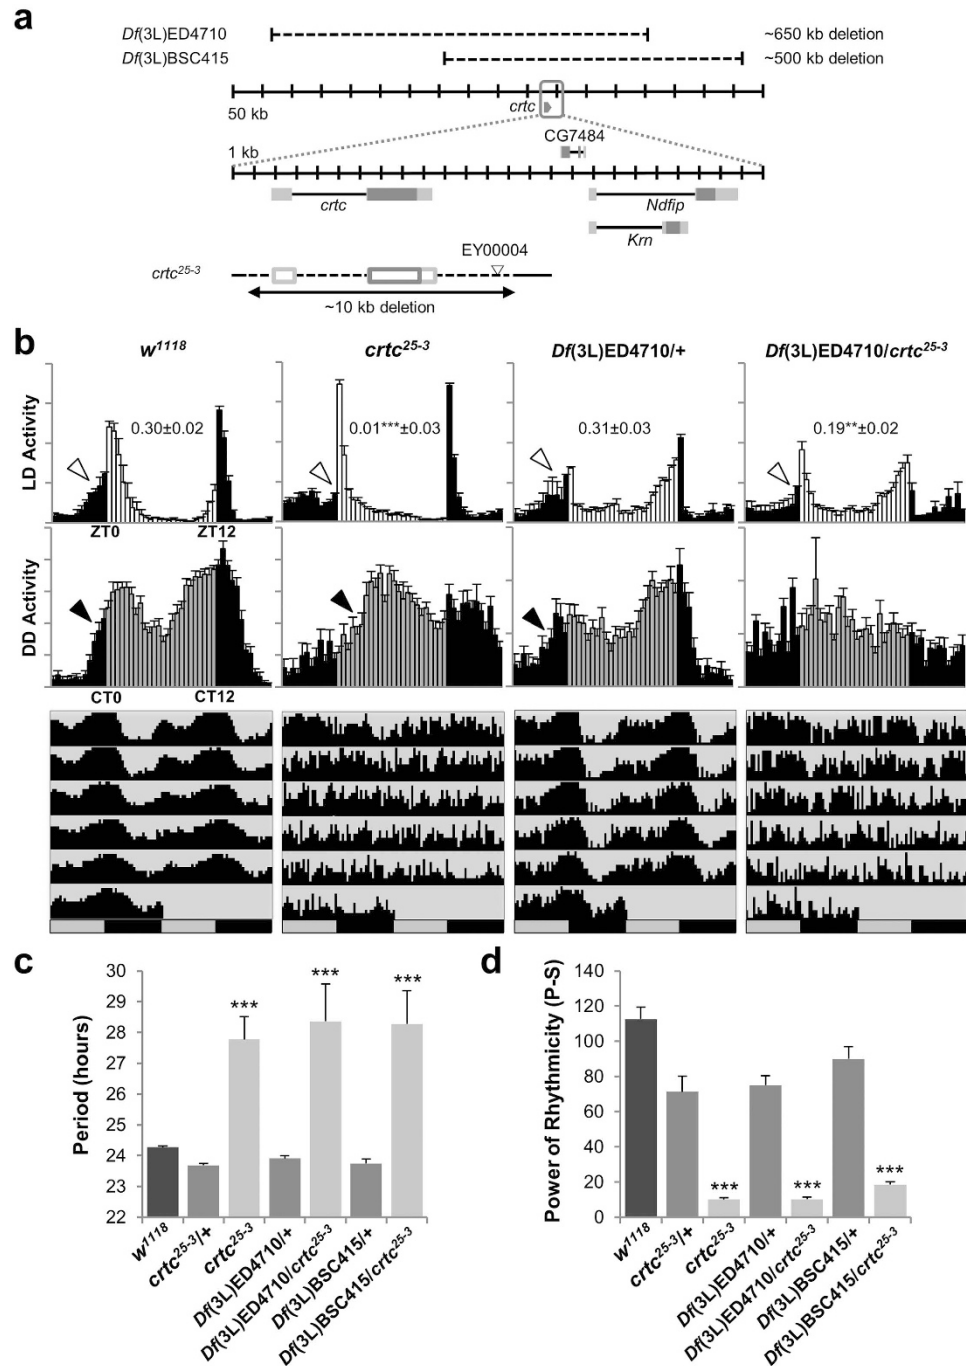 a
Df(3L)ED4710
~650 kb deletion
Df(3L)BSC415
~500 kb deletion
crtc
50 kb
CG7484
1 kb
crtc
Ndfip
Krn
EY00004
crtc25-3
~10 kb deletion
b
w1118
crtc25-3
Df(3L)ED4710/+
Df(3L)ED4710/crtc25-3
LD Activity
0.30±0.02
0.01***±0.03
0.31±0.03
0.19**±0.02
ZT0
ZT12
DD Activity
CT0
CT12
c
Period (hours)
30
29
28
27
26
25
24
23
22
***
***
***
w1118
crtc25-3/+
crtc25-3
Df(3L)ED4710/+
Df(3L)ED4710/crtc25-3
Df(3L)BSC415/+
Df(3L)BSC415/crtc25-3
d
Power of Rhythmicity (P-S)
140
120
100
80
60
40
20
0
***
***
***
w1118
crtc25-3/+
crtc25-3
Df(3L)ED4710/+
Df(3L)ED4710/crtc25-3
Df(3L)BSC415/+
Df(3L)BSC415/crtc25-3